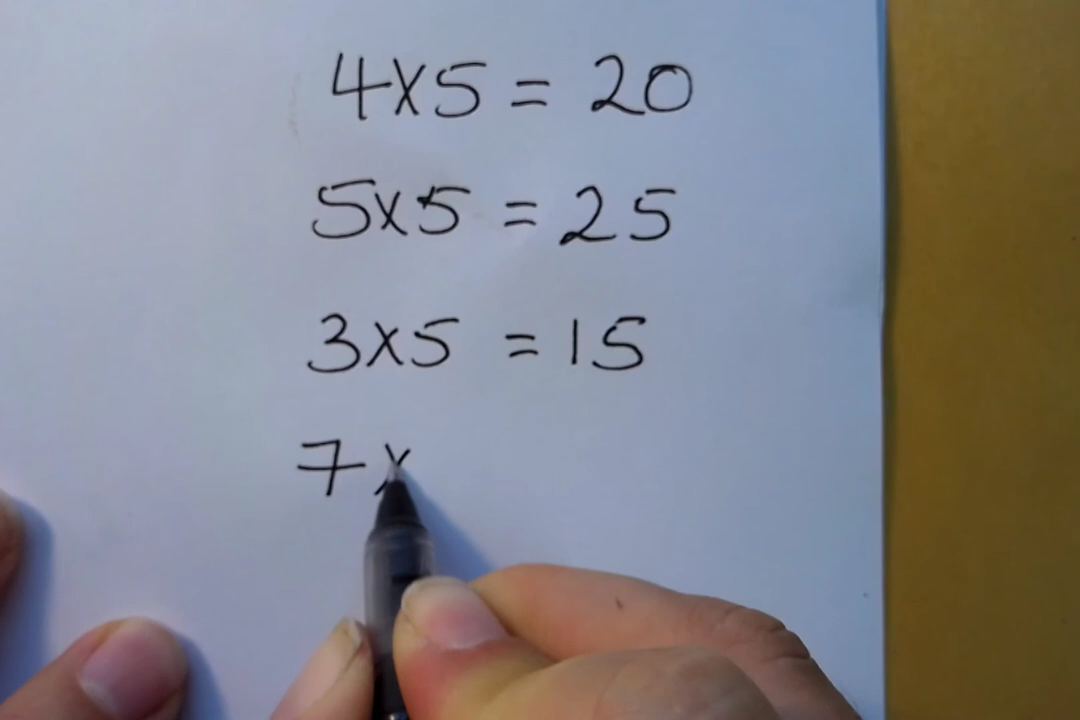 4x5 = 20
5x5 = 25
3x5 = 15
7x